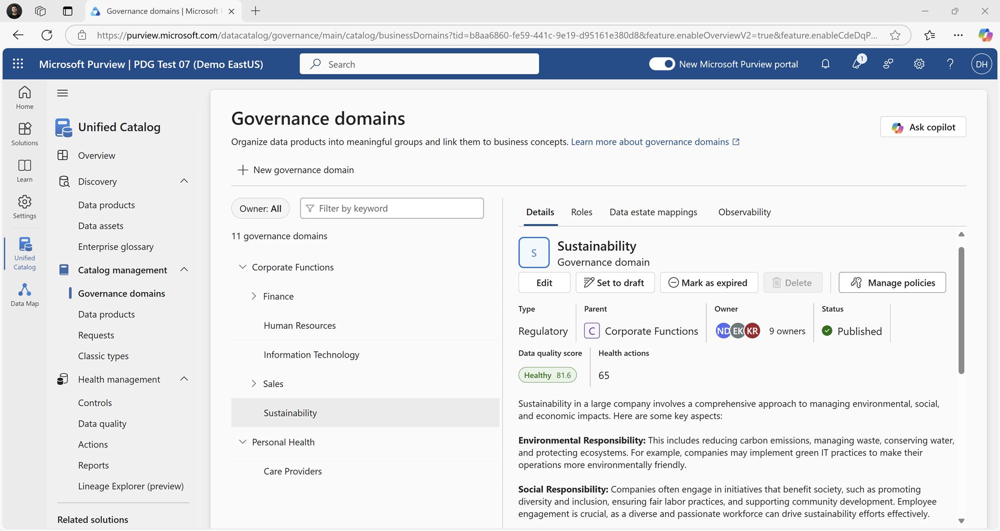 Governance domains | Microsoft
https://purview.microsoft.com/datacatalog/governance/main/catalog/businessDomains?tid=b8aa6860-fe59-441c-9e19-d95161e380d8&feature.enableOverviewV2=true&feature.enableCdeDqP...
Microsoft Purview | PDG Test 07 (Demo EastUS)
Search
New Microsoft Purview portal
1
DH
Home
Solutions
Learn
Settings
Unified
Catalog
Data Map
Unified Catalog
Overview
Discovery
Data products
Data assets
Enterprise glossary
Catalog management
Governance domains
Data products
Requests
Classic types
Health management
Controls
Data quality
Actions
Reports
Lineage Explorer (preview)
Related solutions
Governance domains
Organize data products into meaningful groups and link them to business concepts. Learn more about governance domains
Ask copilot
New governance domain
Owner: All
Filter by keyword
11 governance domains
Corporate Functions
Finance
Human Resources
Information Technology
Sales
Sustainability
Personal Health
Care Providers
Details
Roles
Data estate mappings
Observability
S
Sustainability
Governance domain
Edit
Set to draft
Mark as expired
Delete
Manage policies
Type
Regulatory
Parent
C Corporate Functions
Owner
ND EK KR 9 owners
Status
Published
Data quality score
Healthy 81.6
Health actions
65
Sustainability in a large company involves a comprehensive approach to managing environmental, social,
and economic impacts. Here are some key aspects:
Environmental Responsibility: This includes reducing carbon emissions, managing waste, conserving water,
and protecting ecosystems. For example, companies may implement green IT practices to make their
operations more environmentally friendly.
Social Responsibility: Companies often engage in initiatives that benefit society, such as promoting
diversity and inclusion, ensuring fair labor practices, and supporting community development. Employee
engagement is crucial, as a diverse and passionate workforce can drive sustainability efforts effectively.